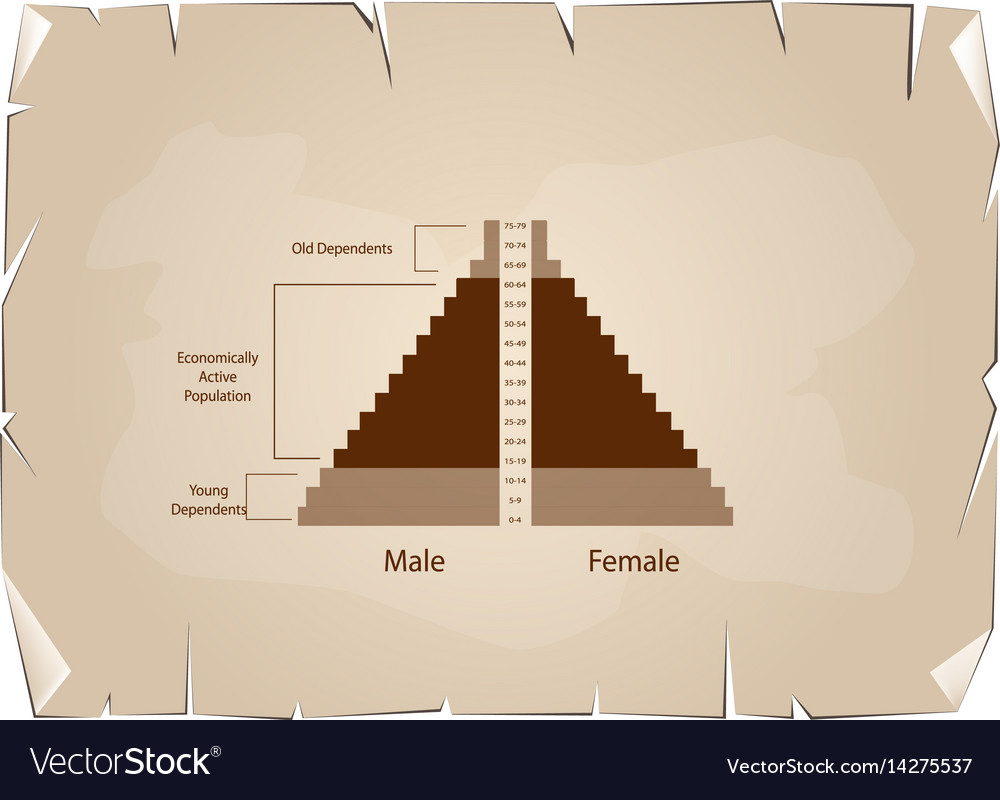 75-79
Old Dependents
70-74
65-69
60-64
55-59
50-54
45-49
Economically
Active
Population
40-44
35-39
30-34
25-29
20-24
15-19
Young
Dependents
10-14
5-9
0-4
Male
Female
VectorStock®
VectorStock.com/14275537